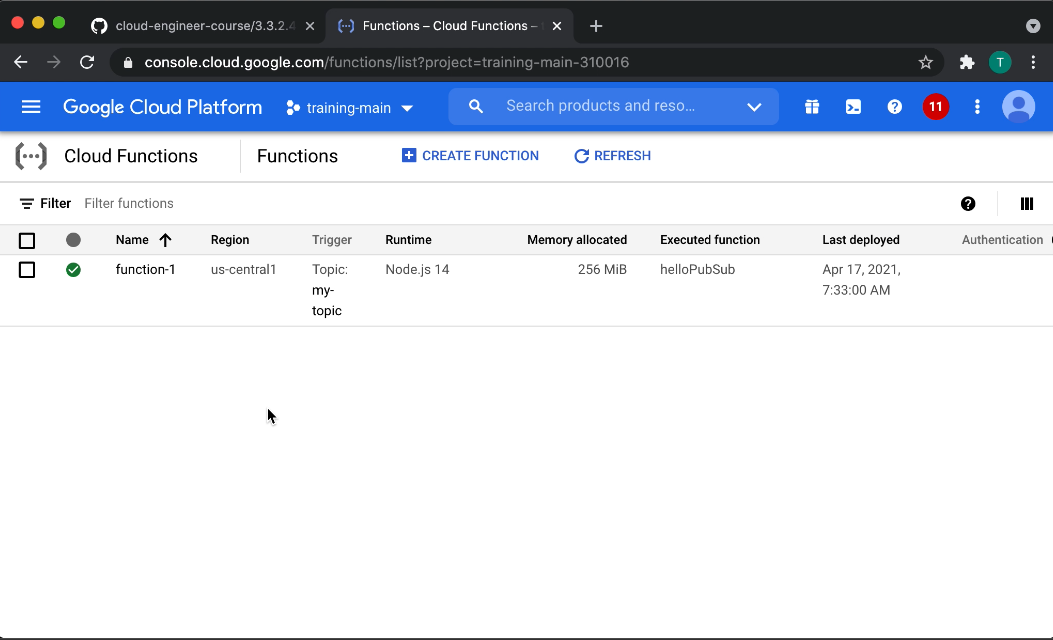 cloud-engineer-course/3.3.2.4
Functions – Cloud Functions –
console.cloud.google.com/functions/list?project=training-main-310016
T
Google Cloud Platform
training-main
Search products and reso...
11
Cloud Functions
Functions
CREATE FUNCTION
REFRESH
Filter Filter functions
Name Region Trigger Runtime Memory allocated Executed function Last deployed Authentication
function-1 us-central1 Topic: Node.js 14 256 MiB helloPubSub Apr 17, 2021,
my- 7:33:00 AM
topic